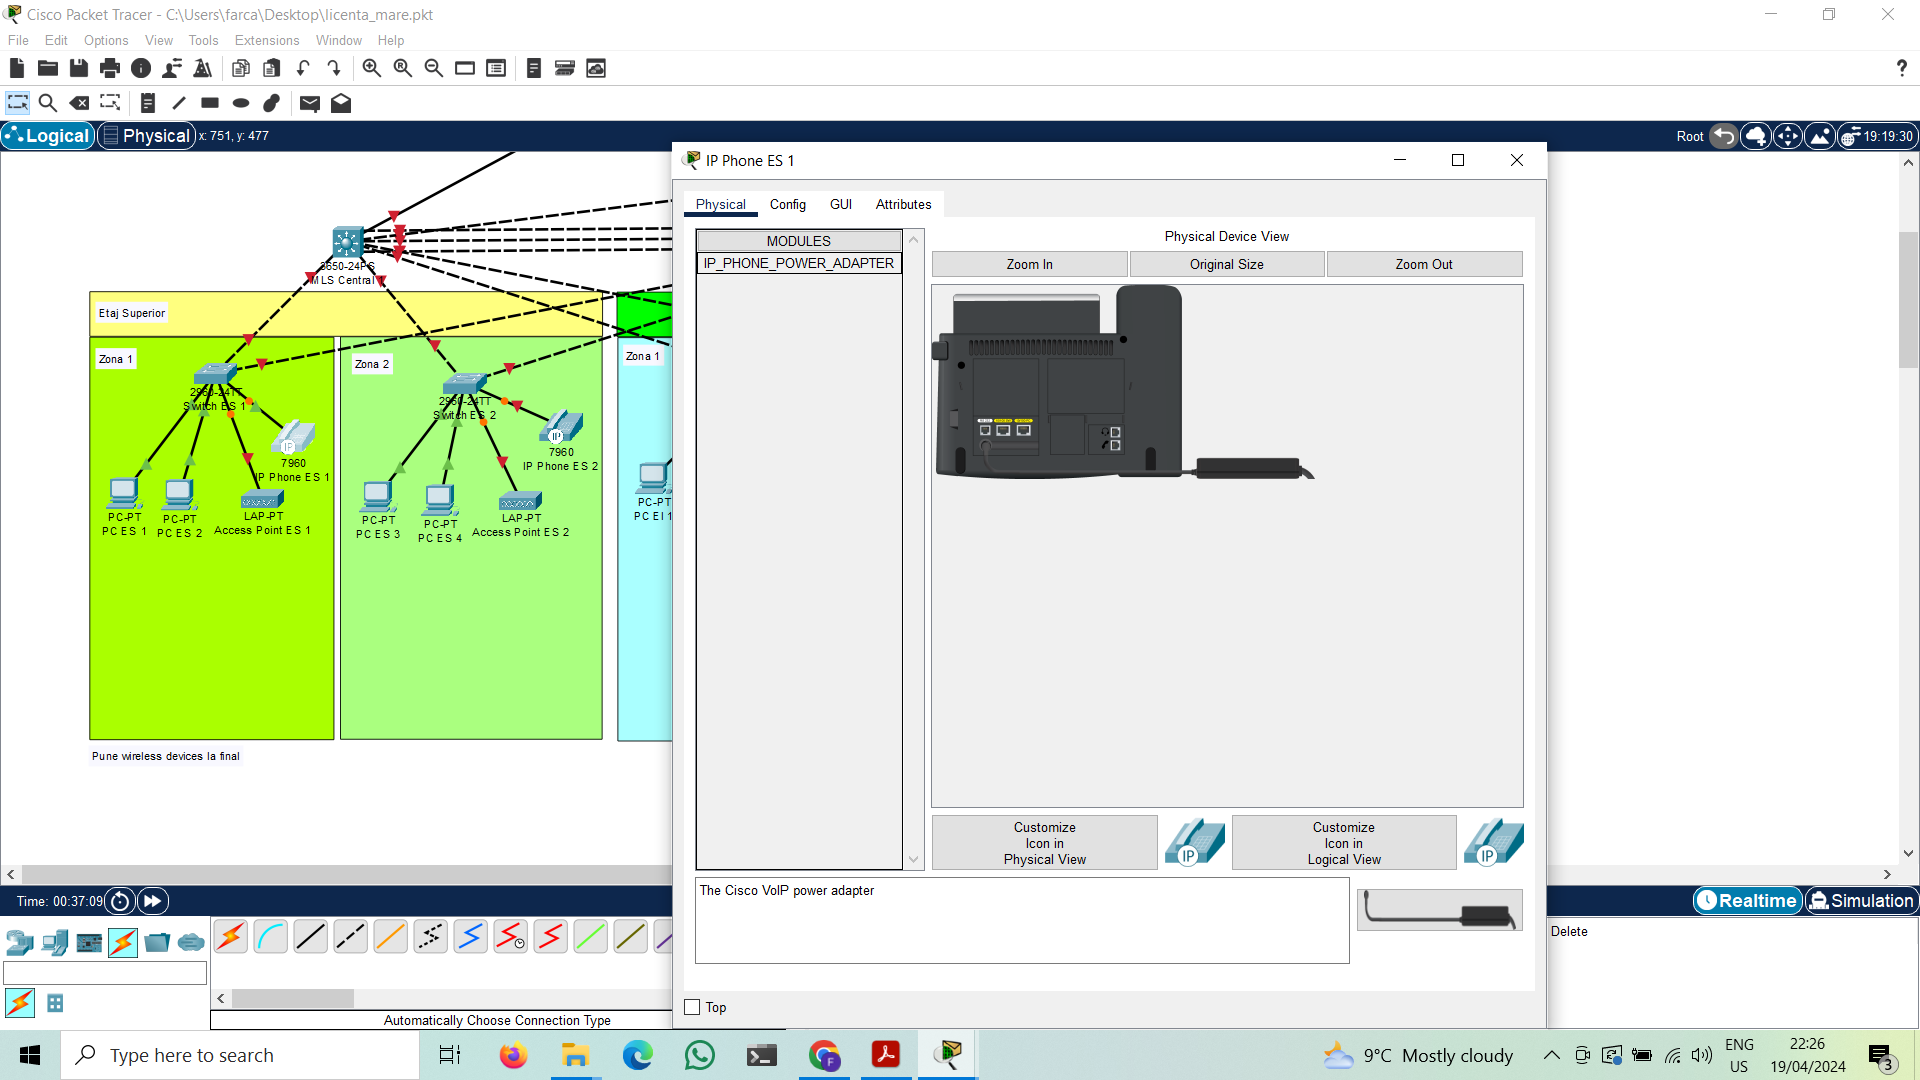 Cisco Packet Tracer - C:\Users\farca\Desktop\licenta_mare.pkt
File Edit Options View Tools Extensions Window Help
Logical Physical x: 751, y: 477 Root 19:19:30
IP Phone ES 1
Physical Config GUI Attributes
MODULES
IP_PHONE_POWER_ADAPTER
Physical Device View
Zoom In Original Size Zoom Out
3650-24PS
MLS Central
Etaj Superior
Zona 1
2960-24TT
Switch ES 1
7960
IP Phone ES 1
PC-PT
PC ES 1
PC-PT
PC ES 2
LAP-PT
Access Point ES 1
Zona 2
2960-24TT
Switch ES 2
IP
7960
IP Phone ES 2
PC-PT
PC ES 3
PC-PT
PC ES 4
LAP-PT
Access Point ES 2
Zona 1
PC-PT
PC EI 1
Pune wireless devices la final
Customize
Icon in
Physical View
IP
Customize
Icon in
Logical View
IP
The Cisco VoIP power adapter
Top
Time: 00:37:09
Realtime Simulation
Delete
Automatically Choose Connection Type
Type here to search
9°C Mostly cloudy
ENG
US
22:26
19/04/2024
3